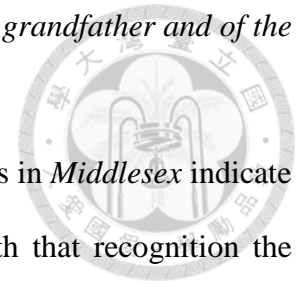 grandfather and of the
s in Middlesex indicate
th that recognition the